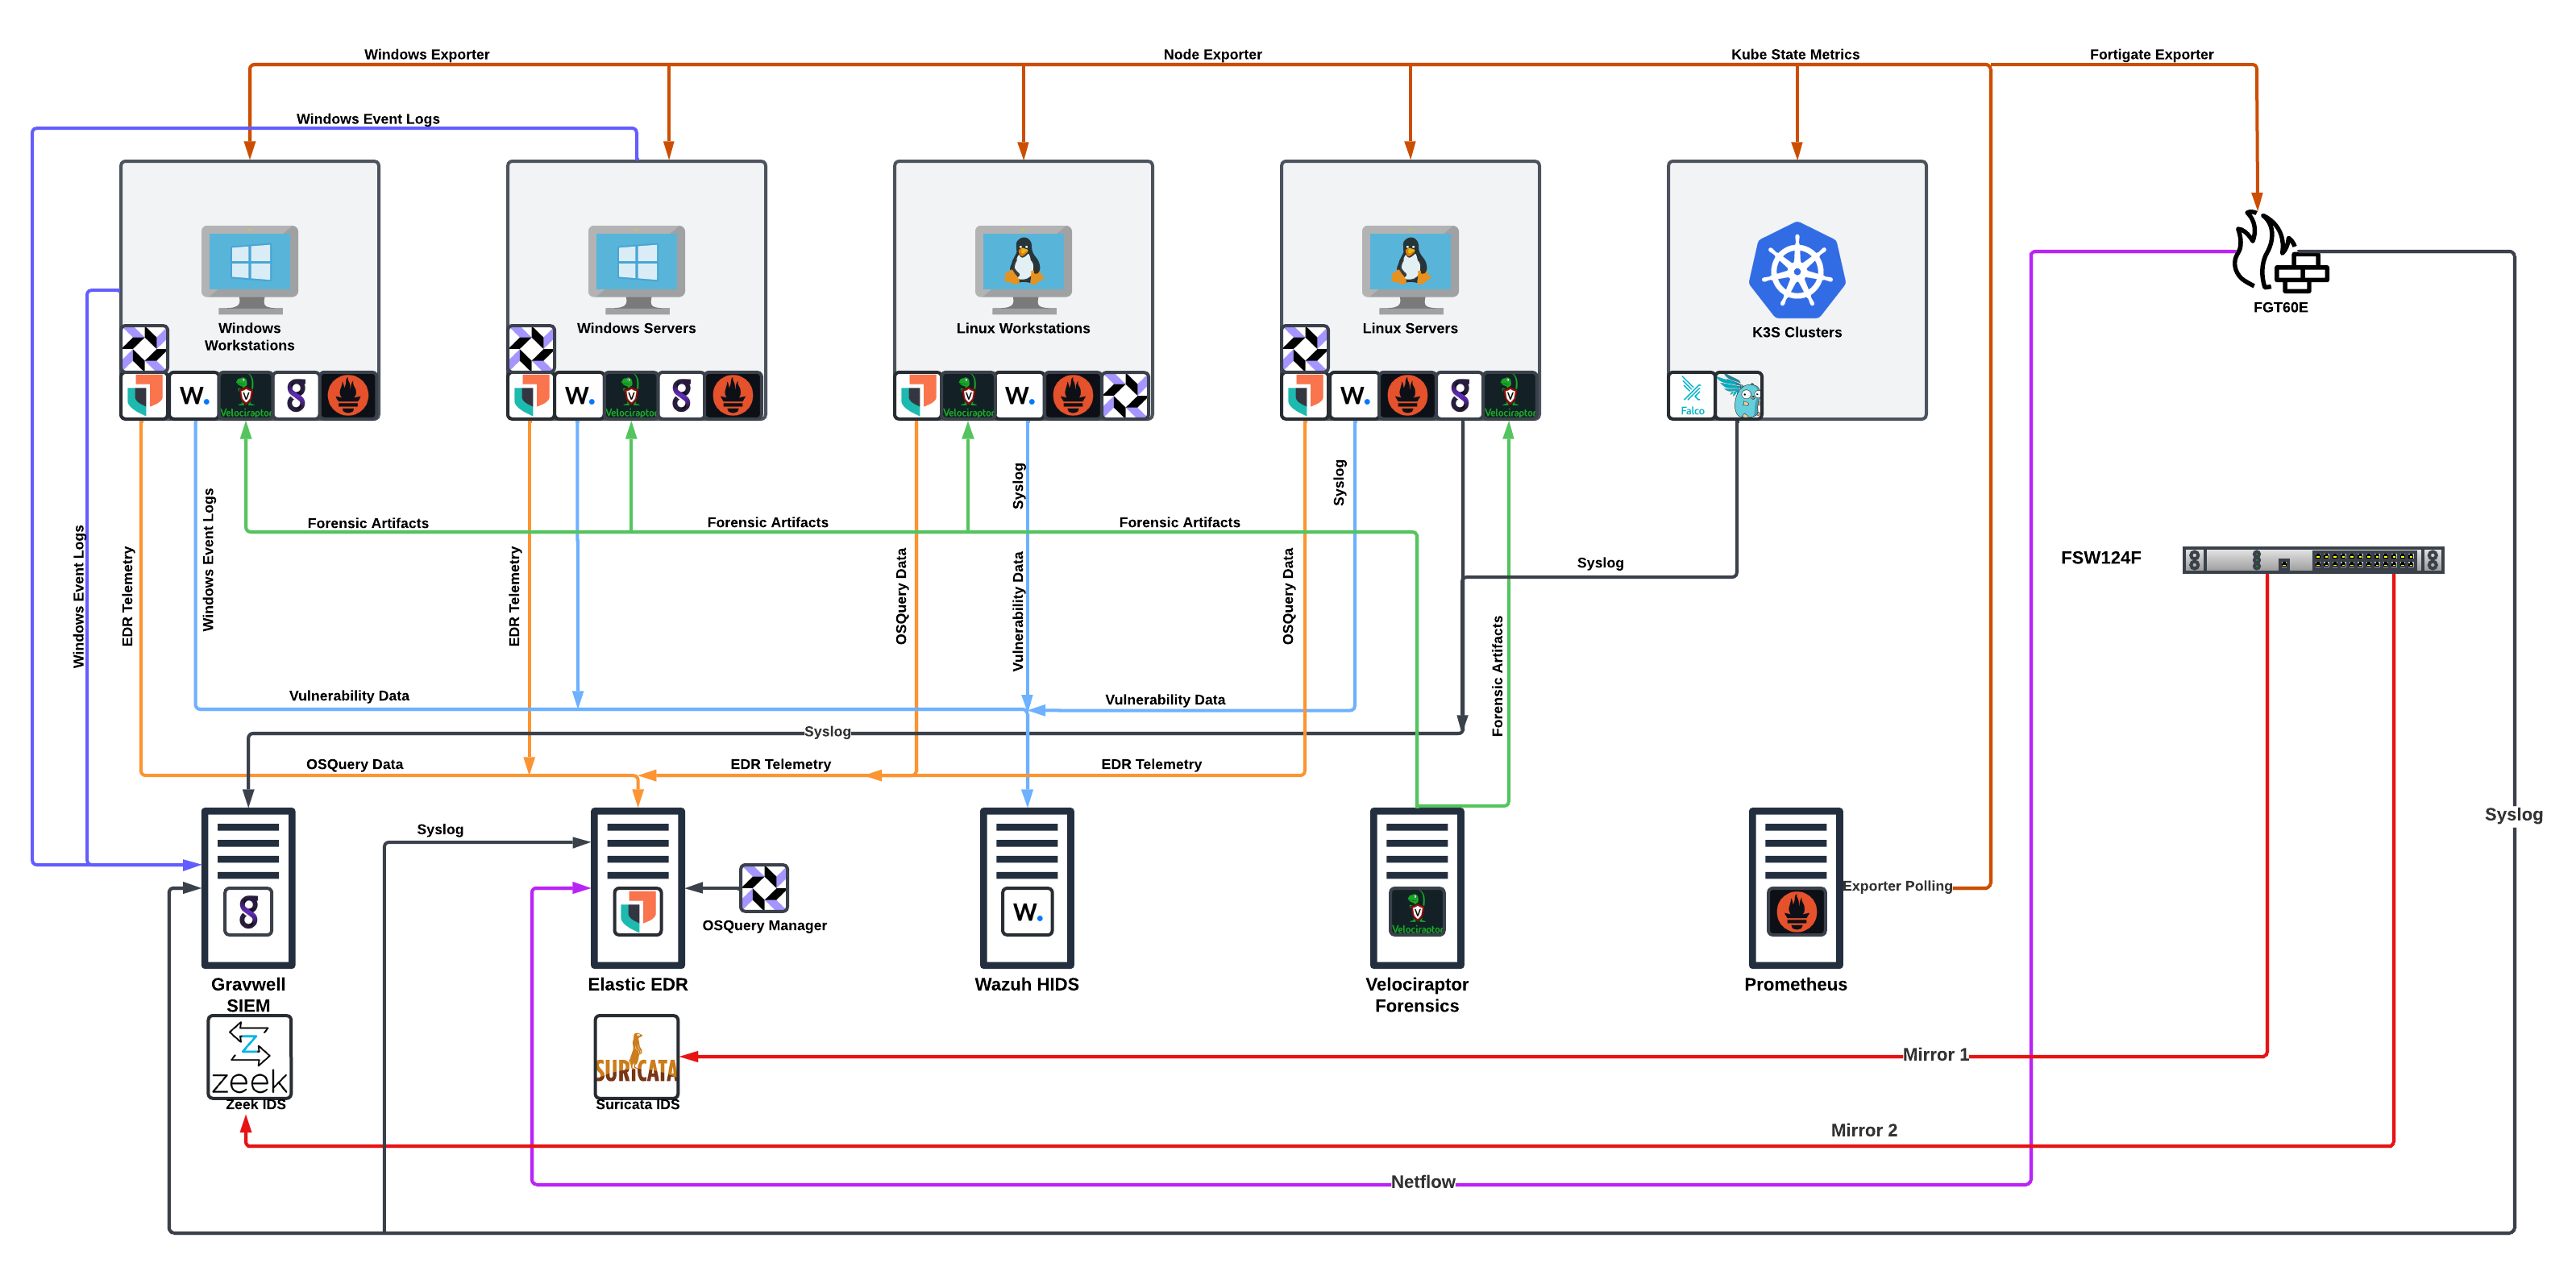 Windows Exporter
Node Exporter
Kube State Metrics
Fortigate Exporter
Windows Event Logs
Windows
Workstations
Windows Servers
Linux Workstations
Linux Servers
K3S Clusters
FGT60E
W.
Velociraptor
W.
Velociraptor
Velociraptor
W.
W.
Velociraptor
Falco
Windows Event Logs
EDR Telemetry
Windows Event Logs
EDR Telemetry
OSQuery Data
Syslog
Vulnerability Data
OSQuery Data
Syslog
Forensic Artifacts
Forensic Artifacts
Forensic Artifacts
Forensic Artifacts
Syslog
FSW124F
Vulnerability Data
Vulnerability Data
Syslog
OSQuery Data
EDR Telemetry
EDR Telemetry
Syslog
Syslog
Exporter Polling
W.
Velociraptor
OSQuery Manager
Gravwell
SIEM
Elastic EDR
Wazuh HIDS
Velociraptor
Forensics
Prometheus
Z
zeek
Zeek IDS
SURICATA
Suricata IDS
Mirror 1
Mirror 2
Netflow